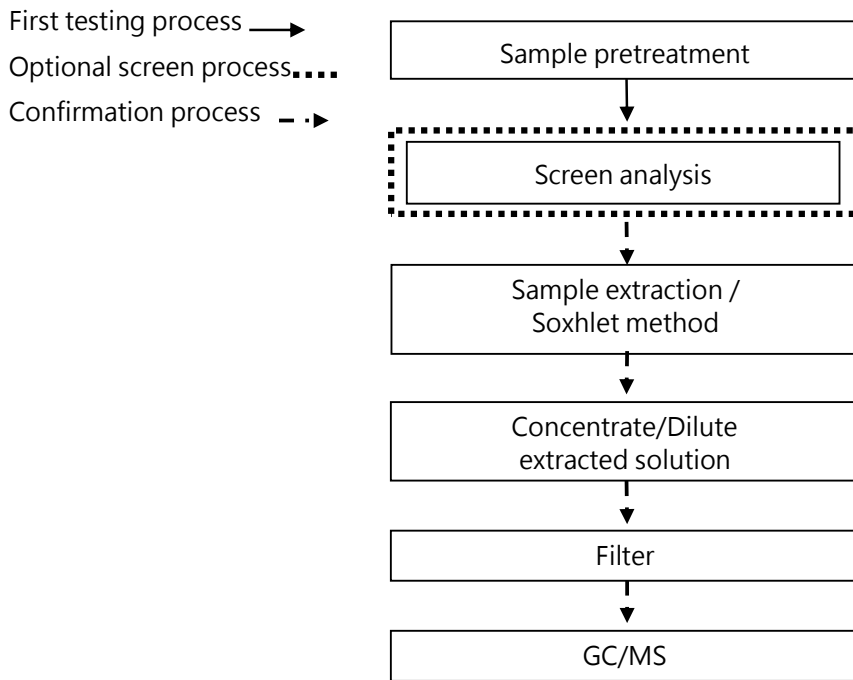 First testing process
Optional screen process
Confirmation process
Sample pretreatment
Screen analysis
Sample extraction /
Soxhlet method
Concentrate/Dilute
extracted solution
Filter
GC/MS